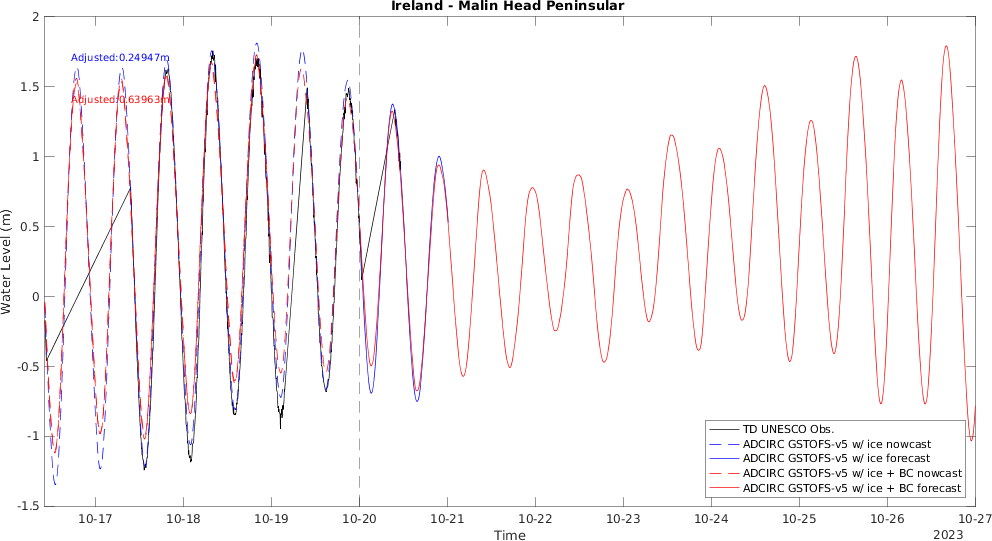 Ireland - Malin Head Peninsular
2
1.5
1
0.5
0
-0.5
-1
-1.5
Water Level (m)
Adjusted:0.24947m
Adjusted:0.63963m
TD UNESCO Obs.
ADCIRC GSTOFS-v5 w/ ice nowcast
ADCIRC GSTOFS-v5 w/ ice forecast
ADCIRC GSTOFS-v5 w/ ice + BC nowcast
ADCIRC GSTOFS-v5 w/ ice + BC forecast
10-17 10-18 10-19 10-20 10-21 10-22 10-23 10-24 10-25 10-26 10-27
Time
2023